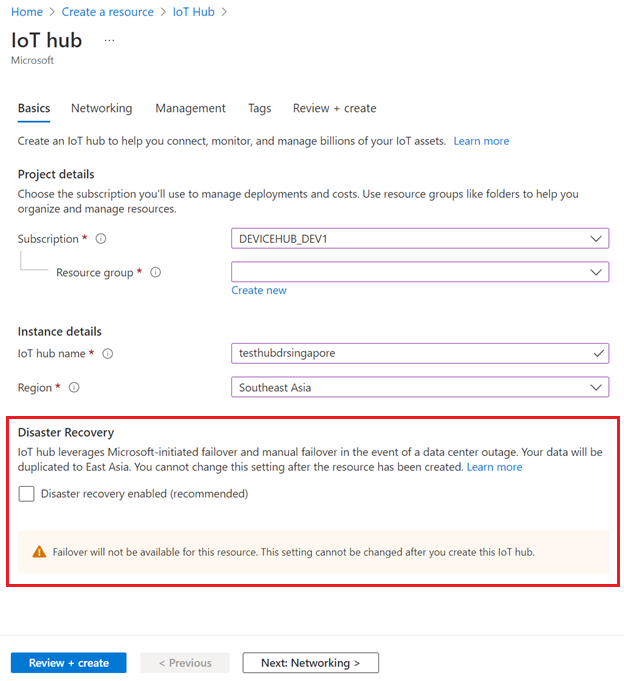 Home > Create a resource > IoT Hub >
IoT hub ...
Microsoft
Basics Networking Management Tags Review + create
Create an IoT hub to help you connect, monitor, and manage billions of your IoT assets. Learn more
Project details
Choose the subscription you'll use to manage deployments and costs. Use resource groups like folders to help you
organize and manage resources.
Subscription * DEVICEHUB_DEV1
Resource group *
Create new
Instance details
IoT hub name * testhubdrsingapore
Region * Southeast Asia
Disaster Recovery
IoT hub leverages Microsoft-initiated failover and manual failover in the event of a data center outage. Your data will be
duplicated to East Asia. You cannot change this setting after the resource has been created. Learn more
Disaster recovery enabled (recommended)
Failover will not be available for this resource. This setting cannot be changed after you create this IoT hub.
Review + create < Previous Next: Networking >